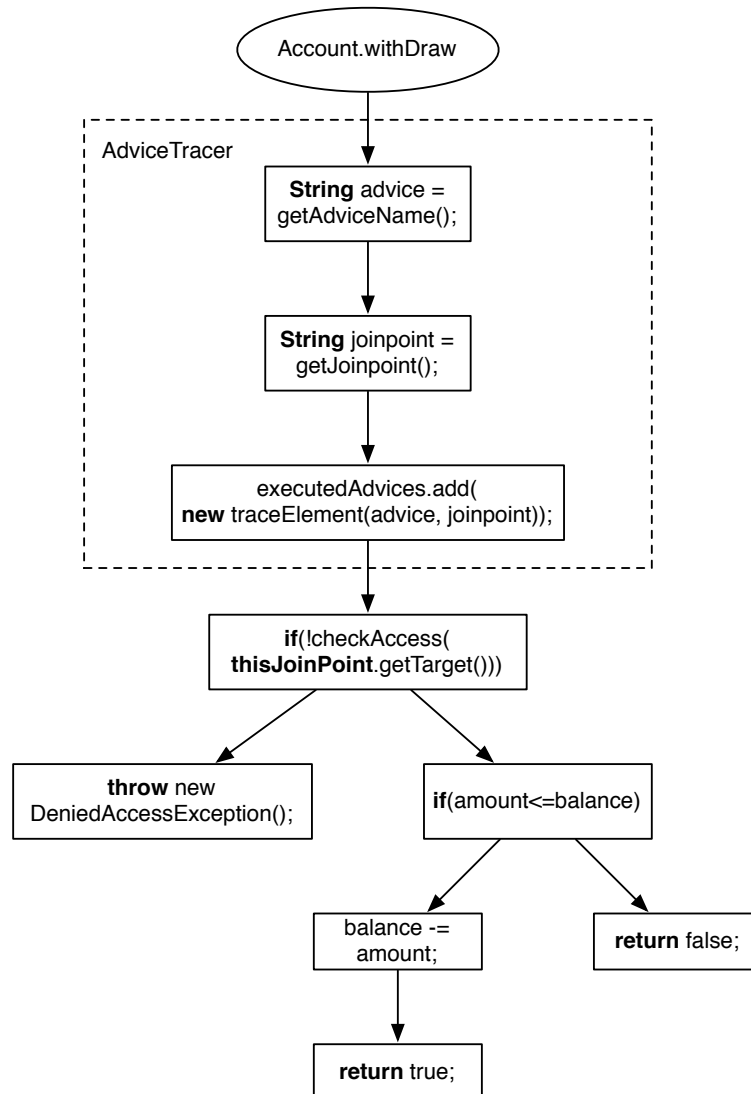 Account.withDraw
AdviceTracer
String advice =
getAdviceName();
String joinpoint =
getJoinpoint();
executedAdvices.add(
new traceElement(advice, joinpoint));
if(!checkAccess(
thisJoinPoint.getTarget()))
throw new
DeniedAccessException();
if(amount<=balance)
balance -=
amount;
return false;
return true;